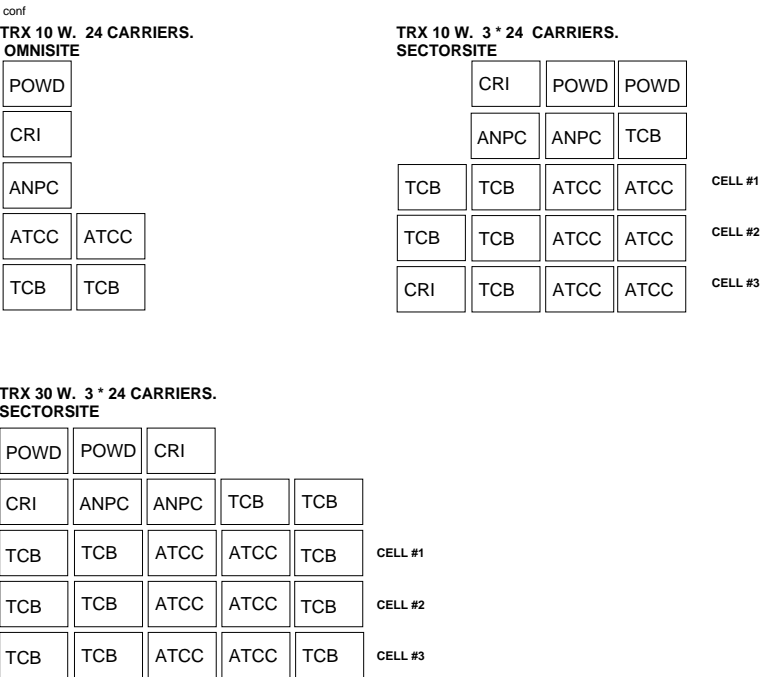 conf
TRX 10 W. 24 CARRIERS.
OMNISITE
POWD
CRI
ANPC
ATCC ATCC
TCB TCB
TRX 10 W. 3 * 24 CARRIERS.
SECTORSITE
CRI POWD POWD
ANPC ANPC TCB
TCB TCB ATCC ATCC CELL #1
TCB TCB ATCC ATCC CELL #2
CRI TCB ATCC ATCC CELL #3
TRX 30 W. 3 * 24 CARRIERS.
SECTORSITE
POWD POWD CRI
CRI ANPC ANPC TCB TCB
TCB TCB ATCC ATCC TCB CELL #1
TCB TCB ATCC ATCC TCB CELL #2
TCB TCB ATCC ATCC TCB CELL #3